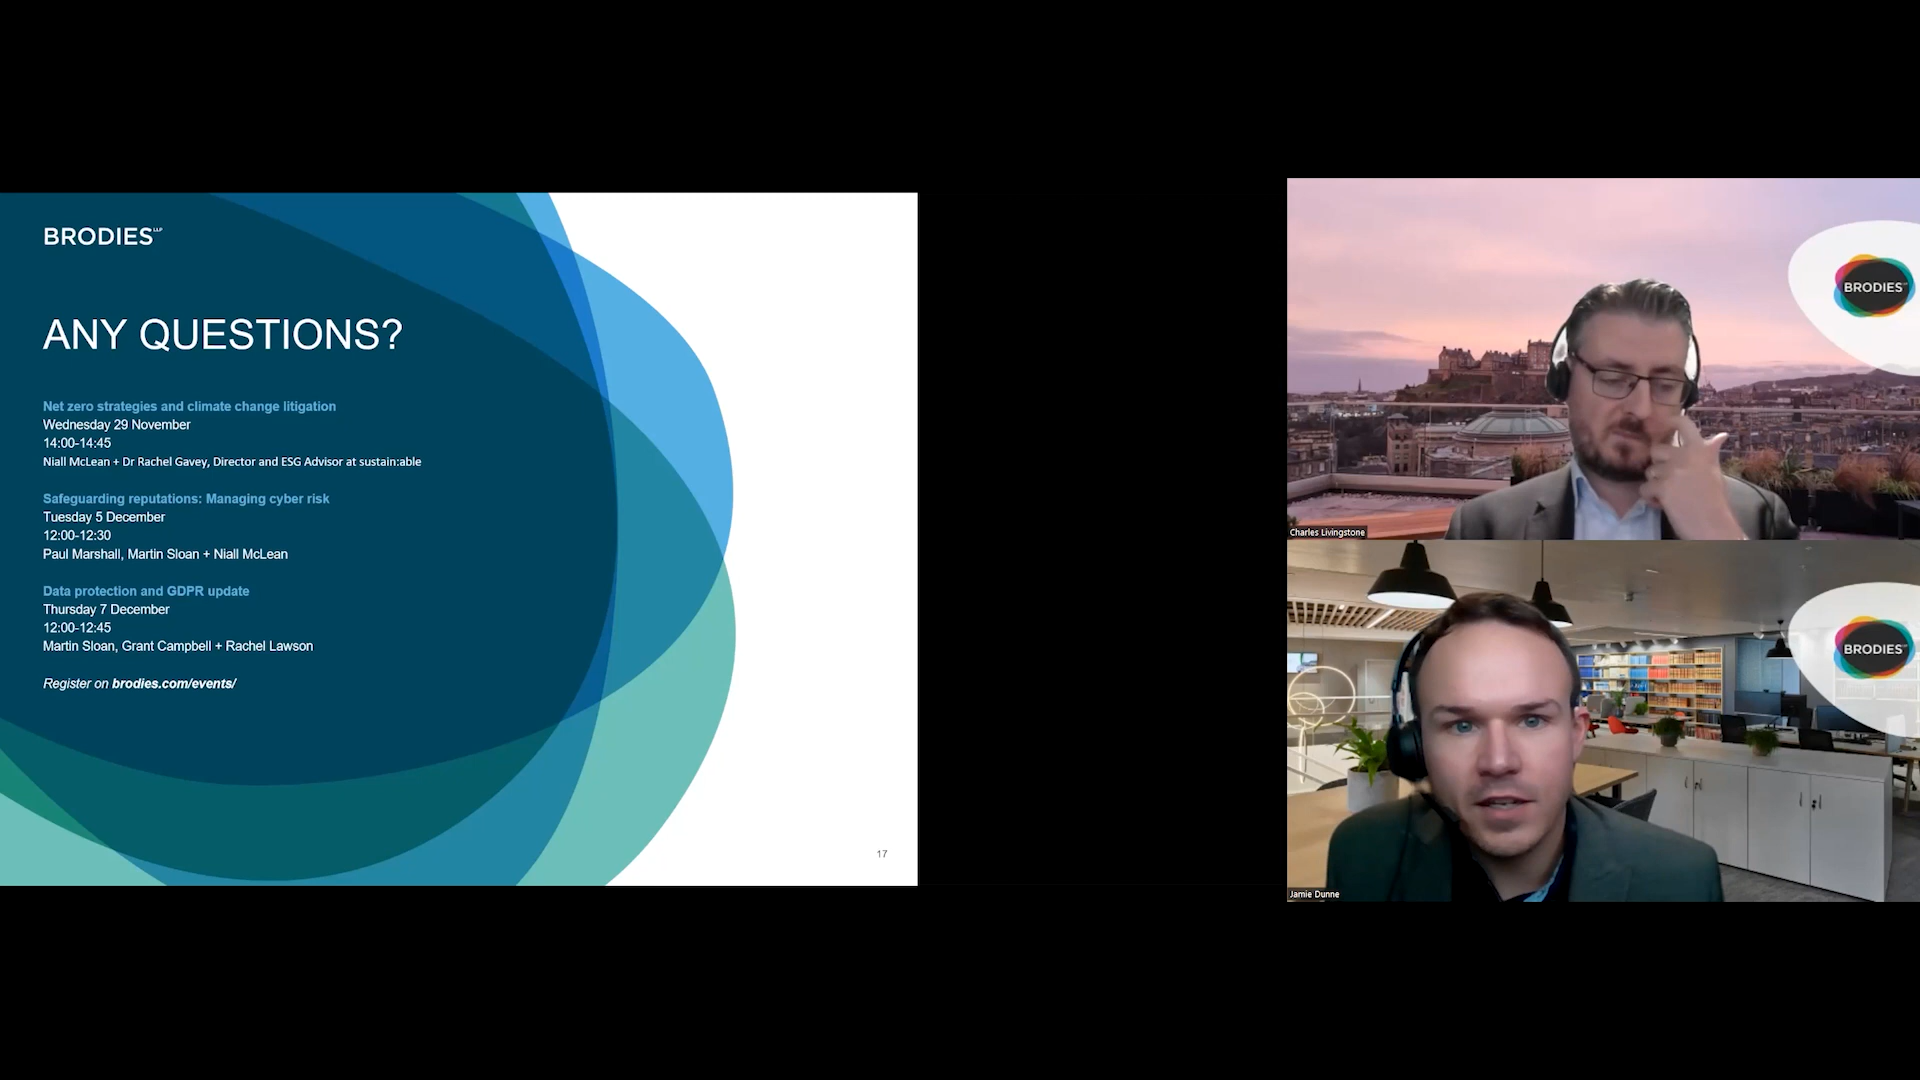 BRODIES LLP
ANY QUESTIONS?
Net zero strategies and climate change litigation
Wednesday 29 November
14:00-14:45
Niall McLean + Dr Rachel Gavey, Director and ESG Advisor at sustain:able
Safeguarding reputations: Managing cyber risk
Tuesday 5 December
12:00-12:30
Paul Marshall, Martin Sloan + Niall McLean
Data protection and GDPR update
Thursday 7 December
12:00-12:45
Martin Sloan, Grant Campbell + Rachel Lawson
Register on brodies.com/events/
17
BRODIES
Charles Livingstone
BRODIES
Jamie Dunne